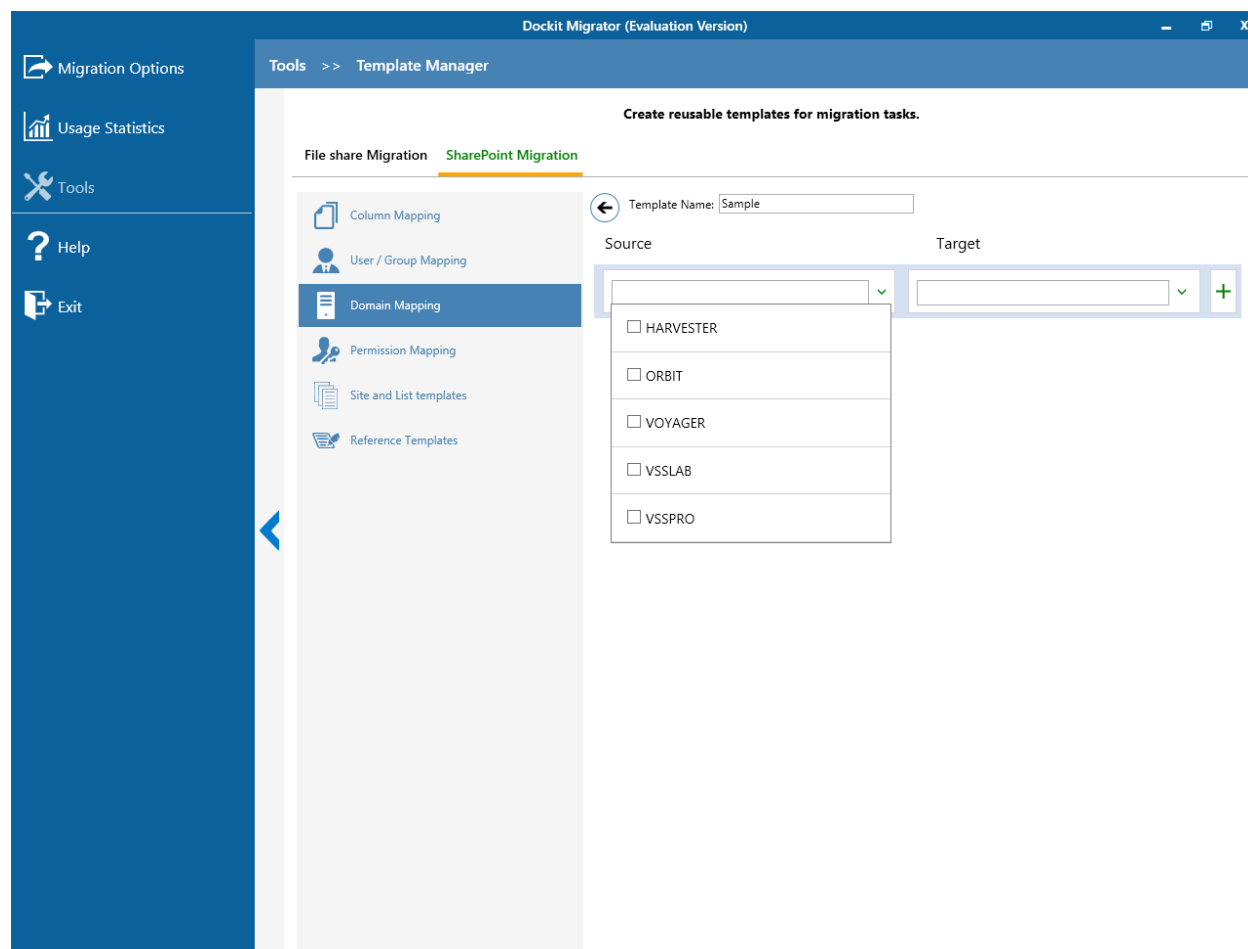 Dockit Migrator (Evaluation Version)
X
Migration Options
Usage Statistics
Tools
Help
Exit
Tools >> Template Manager
Create reusable templates for migration tasks.
File share Migration SharePoint Migration
Column Mapping
User / Group Mapping
Domain Mapping
Permission Mapping
Site and List templates
Reference Templates
Template Name: Sample
Source Target
HARVESTER
ORBIT
VOYAGER
VSSLAB
VSSPRO